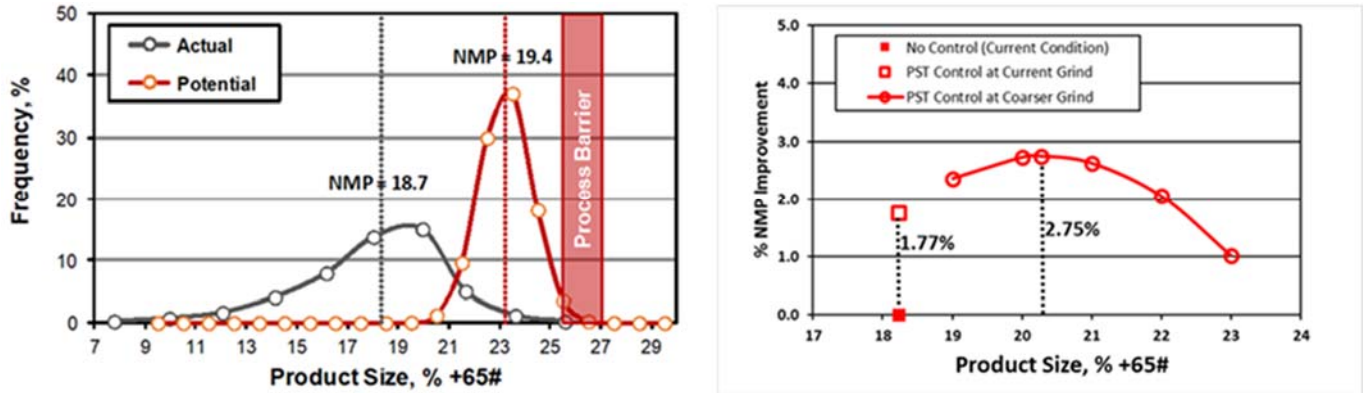 50
40
30
20
10
0
Frequency, %
Actual
Potential
NMP = 19.4
NMP = 18.7
Process Barrier
7 9 11 13 15 17 19 21 23 25 27 29
Product Size, % +65#
5.0
4.0
3.0
2.0
1.0
0.0
% NMP Improvement
No Control (Current Condition)
PST Control at Current Grind
PST Control at Coarser Grind
1.77%
2.75%
17 18 19 20 21 22 23 24
Product Size, % +65#